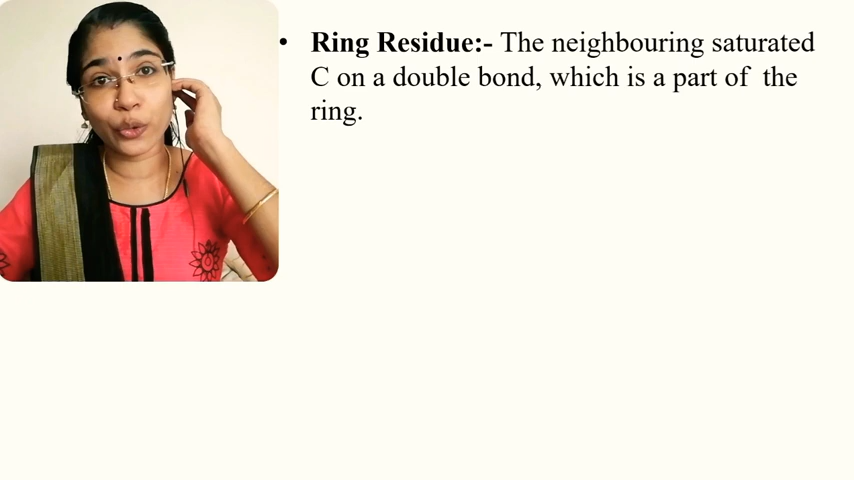 • Ring Residue:- The neighbouring saturated
C on a double bond, which is a part of  the
ring.